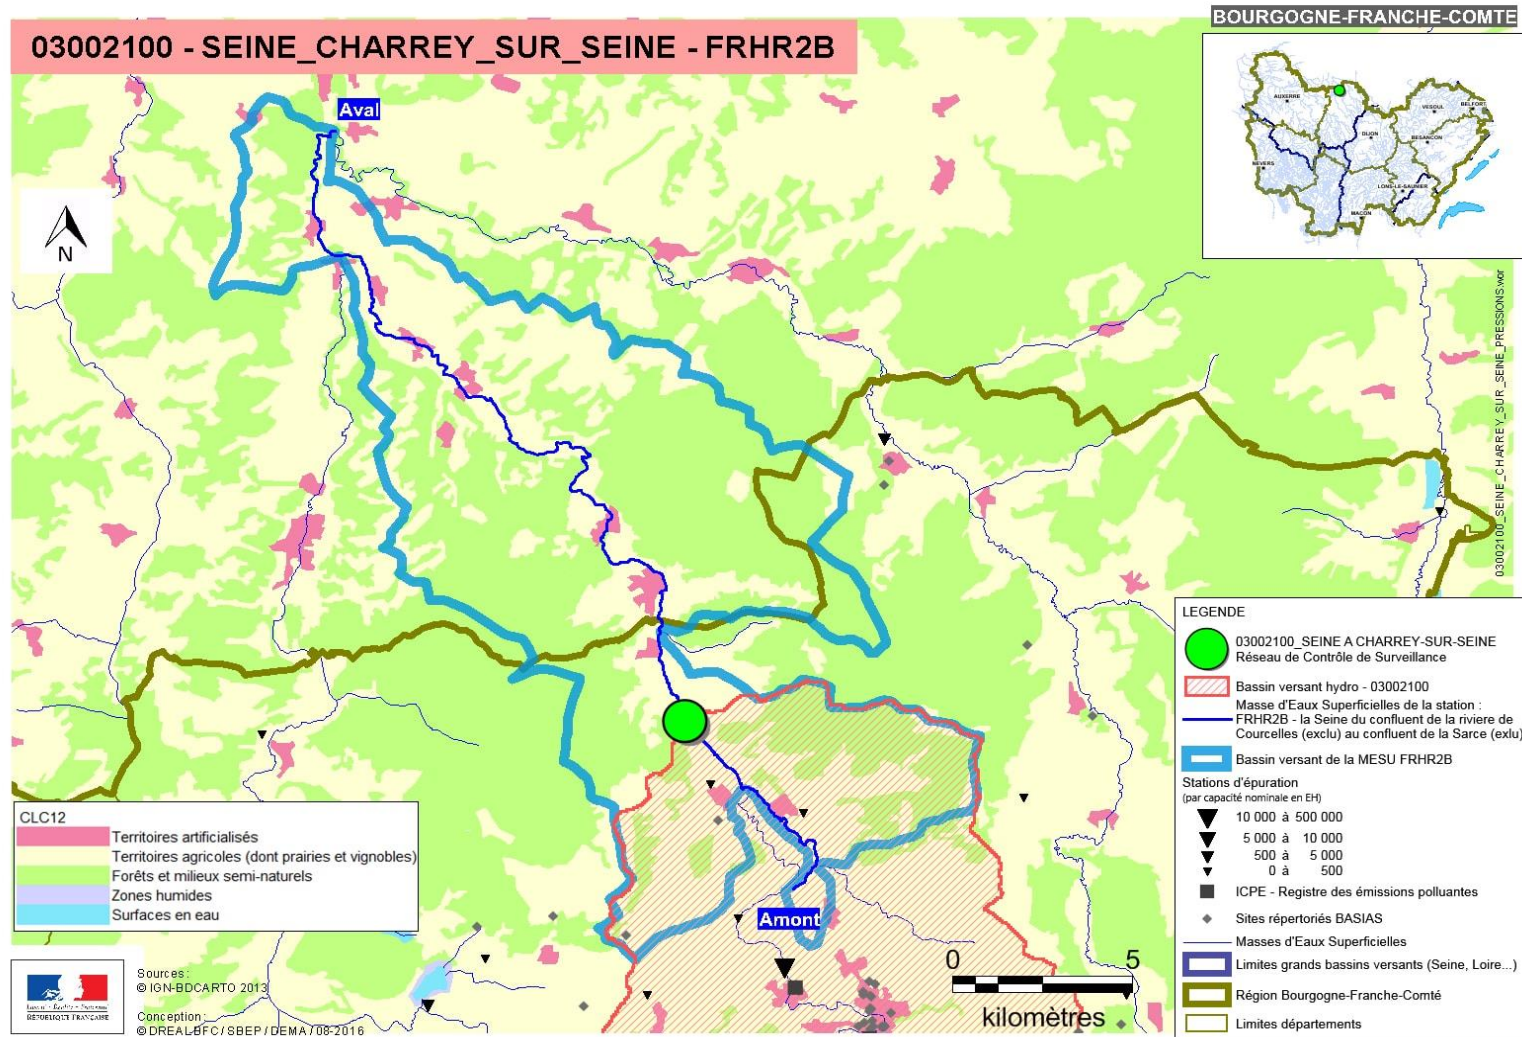 BOURGOGNE-FRANCHE-COMTE
03002100 - SEINE_CHARREY_SUR_SEINE - FRHR2B
Aval
N
AUXERRE
VESOUL
BELFORT
DIJON
BESANCON
NEVERS
LONS-LE-SAUNIER
MACON
03002100_SEINE_CHARREY_SUR_SEINE_PRESSIONS.wor
Amont
0 5
kilomètres
CLC12
Territoires artificialisés
Territoires agricoles (dont prairies et vignobles)
Forêts et milieux semi-naturels
Zones humides
Surfaces en eau
RÉPUBLIQUE FRANÇAISE
Sources :
© IGN-BDCARTO 2013
Conception :
© DREAL-BFC / SBEP / DEMA / 08-2016
LEGENDE
03002100_SEINE A CHARREY-SUR-SEINE
Réseau de Contrôle de Surveillance
Bassin versant hydro - 03002100
Masse d'Eaux Superficielles de la station :
FRHR2B - la Seine du confluent de la riviere de
Courcelles (exclu) au confluent de la Sarce (exlu)
Bassin versant de la MESU FRHR2B
Stations d'épuration
(par capacité nominale en EH)
10 000 à 500 000
5 000 à 10 000
500 à 5 000
0 à 500
ICPE - Registre des émissions polluantes
Sites répertoriés BASIAS
Masses d'Eaux Superficielles
Limites grands bassins versants (Seine, Loire...)
Région Bourgogne-Franche-Comté
Limites départements